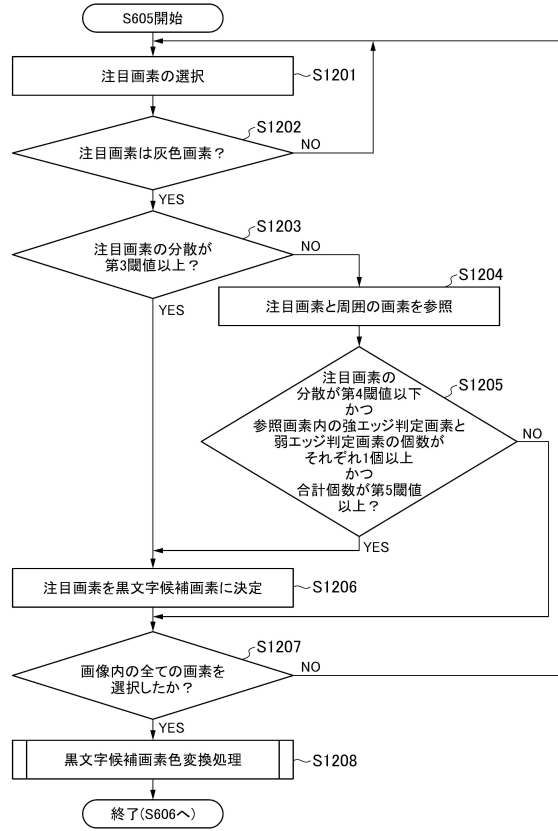 S605開始
注目画素の選択
S1201
注目画素は灰色画素？
S1202
NO
YES
注目画素の分散が
第3閾値以上？
S1203
NO
YES
注目画素と周囲の画素を参照
S1204
注目画素の
分散が第4閾値以下
かつ
参照画素内の強エッジ判定画素と
弱エッジ判定画素の個数が
それぞれ1個以上
かつ
合計個数が第5閾値
以上？
S1205
NO
YES
注目画素を黒文字候補画素に決定
S1206
画像内の全ての画素を
選択したか？
S1207
NO
YES
黒文字候補画素色変換処理
S1208
終了(S606へ)